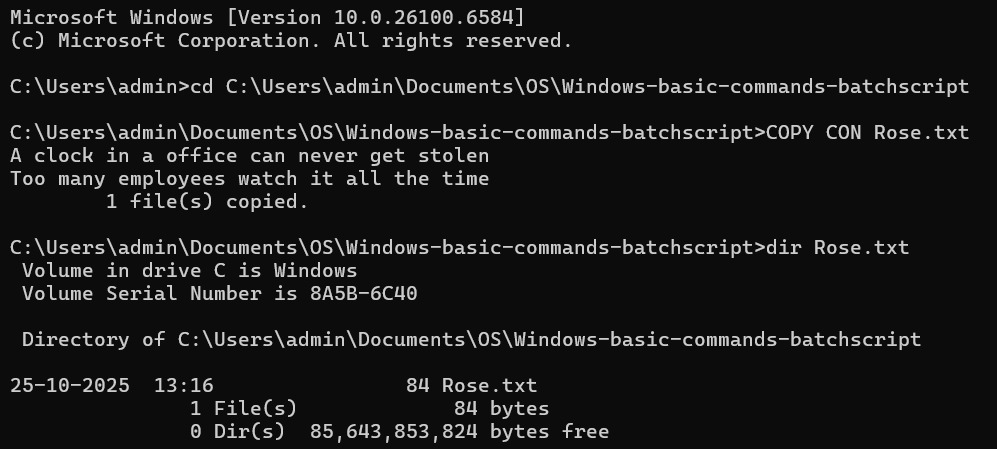 Microsoft Windows [Version 10.0.26100.6584]
(c) Microsoft Corporation. All rights reserved.
C:\Users\admin>cd C:\Users\admin\Documents\OS\Windows-basic-commands-batchscript
C:\Users\admin\Documents\OS\Windows-basic-commands-batchscript>COPY CON Rose.txt
A clock in a office can never get stolen
Too many employees watch it all the time
        1 file(s) copied.
C:\Users\admin\Documents\OS\Windows-basic-commands-batchscript>dir Rose.txt
 Volume in drive C is Windows
 Volume Serial Number is 8A5B-6C40
 Directory of C:\Users\admin\Documents\OS\Windows-basic-commands-batchscript
25-10-2025  13:16                84 Rose.txt
               1 File(s)             84 bytes
               0 Dir(s)  85,643,853,824 bytes free